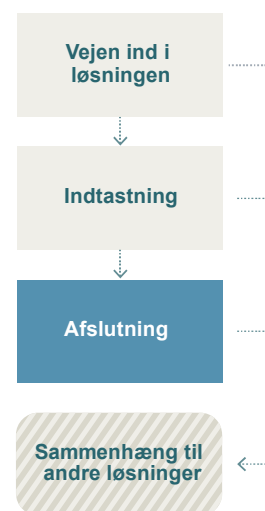 Vejen ind i
løsningen
Indtastning
Afslutning
Sammenhæng til
andre løsninger